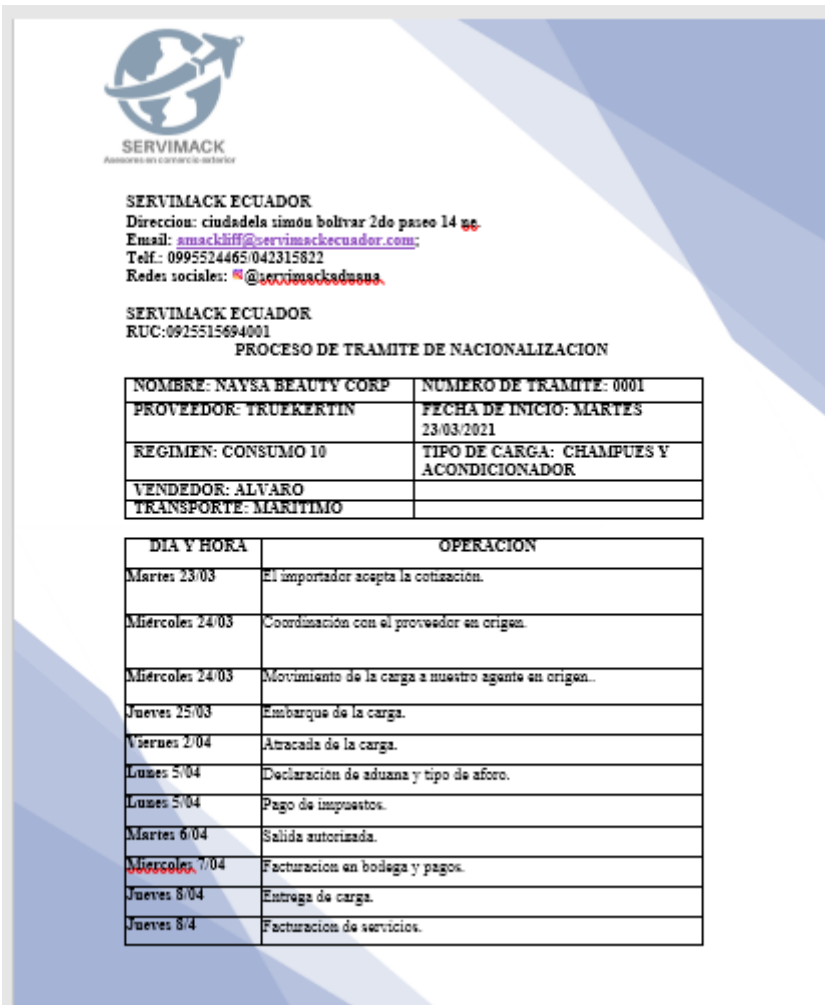 SERVIMACK
Asesores en comercio exterior
SERVIMACK ECUADOR
Direccion: ciudadela simón bolívar 2do paseo 14 ne.
Email: amackliff@servimackecuador.com;
Telf.: 0995524465/042315822
Redes sociales: @servimackaduana
SERVIMACK ECUADOR
RUC:0925515694001
PROCESO DE TRAMITE DE NACIONALIZACION
NOMBRE: NAYSA BEAUTY CORP NUMERO DE TRAMITE: 0001
PROVEEDOR: TRUEKERTIN FECHA DE INICIO: MARTES
23/03/2021
REGIMEN: CONSUMO 10 TIPO DE CARGA: CHAMPUES Y
ACONDICIONADOR
VENDEDOR: ALVARO
TRANSPORTE: MARITIMO
DIA Y HORA OPERACION
Martes 23/03 El importador acepta la cotización.
Miércoles 24/03 Coordinación con el proveedor en origen.
Miércoles 24/03 Movimiento de la carga a nuestro agente en origen..
Jueves 25/03 Embarque de la carga.
Viernes 2/04 Atracada de la carga.
Lunes 5/04 Declaración de aduana y tipo de aforo.
Lunes 5/04 Pago de impuestos.
Martes 6/04 Salida autorizada.
Miercoles 7/04 Facturacion en bodega y pagos.
Jueves 8/04 Entrega de carga.
Jueves 8/4 Facturacion de servicios.